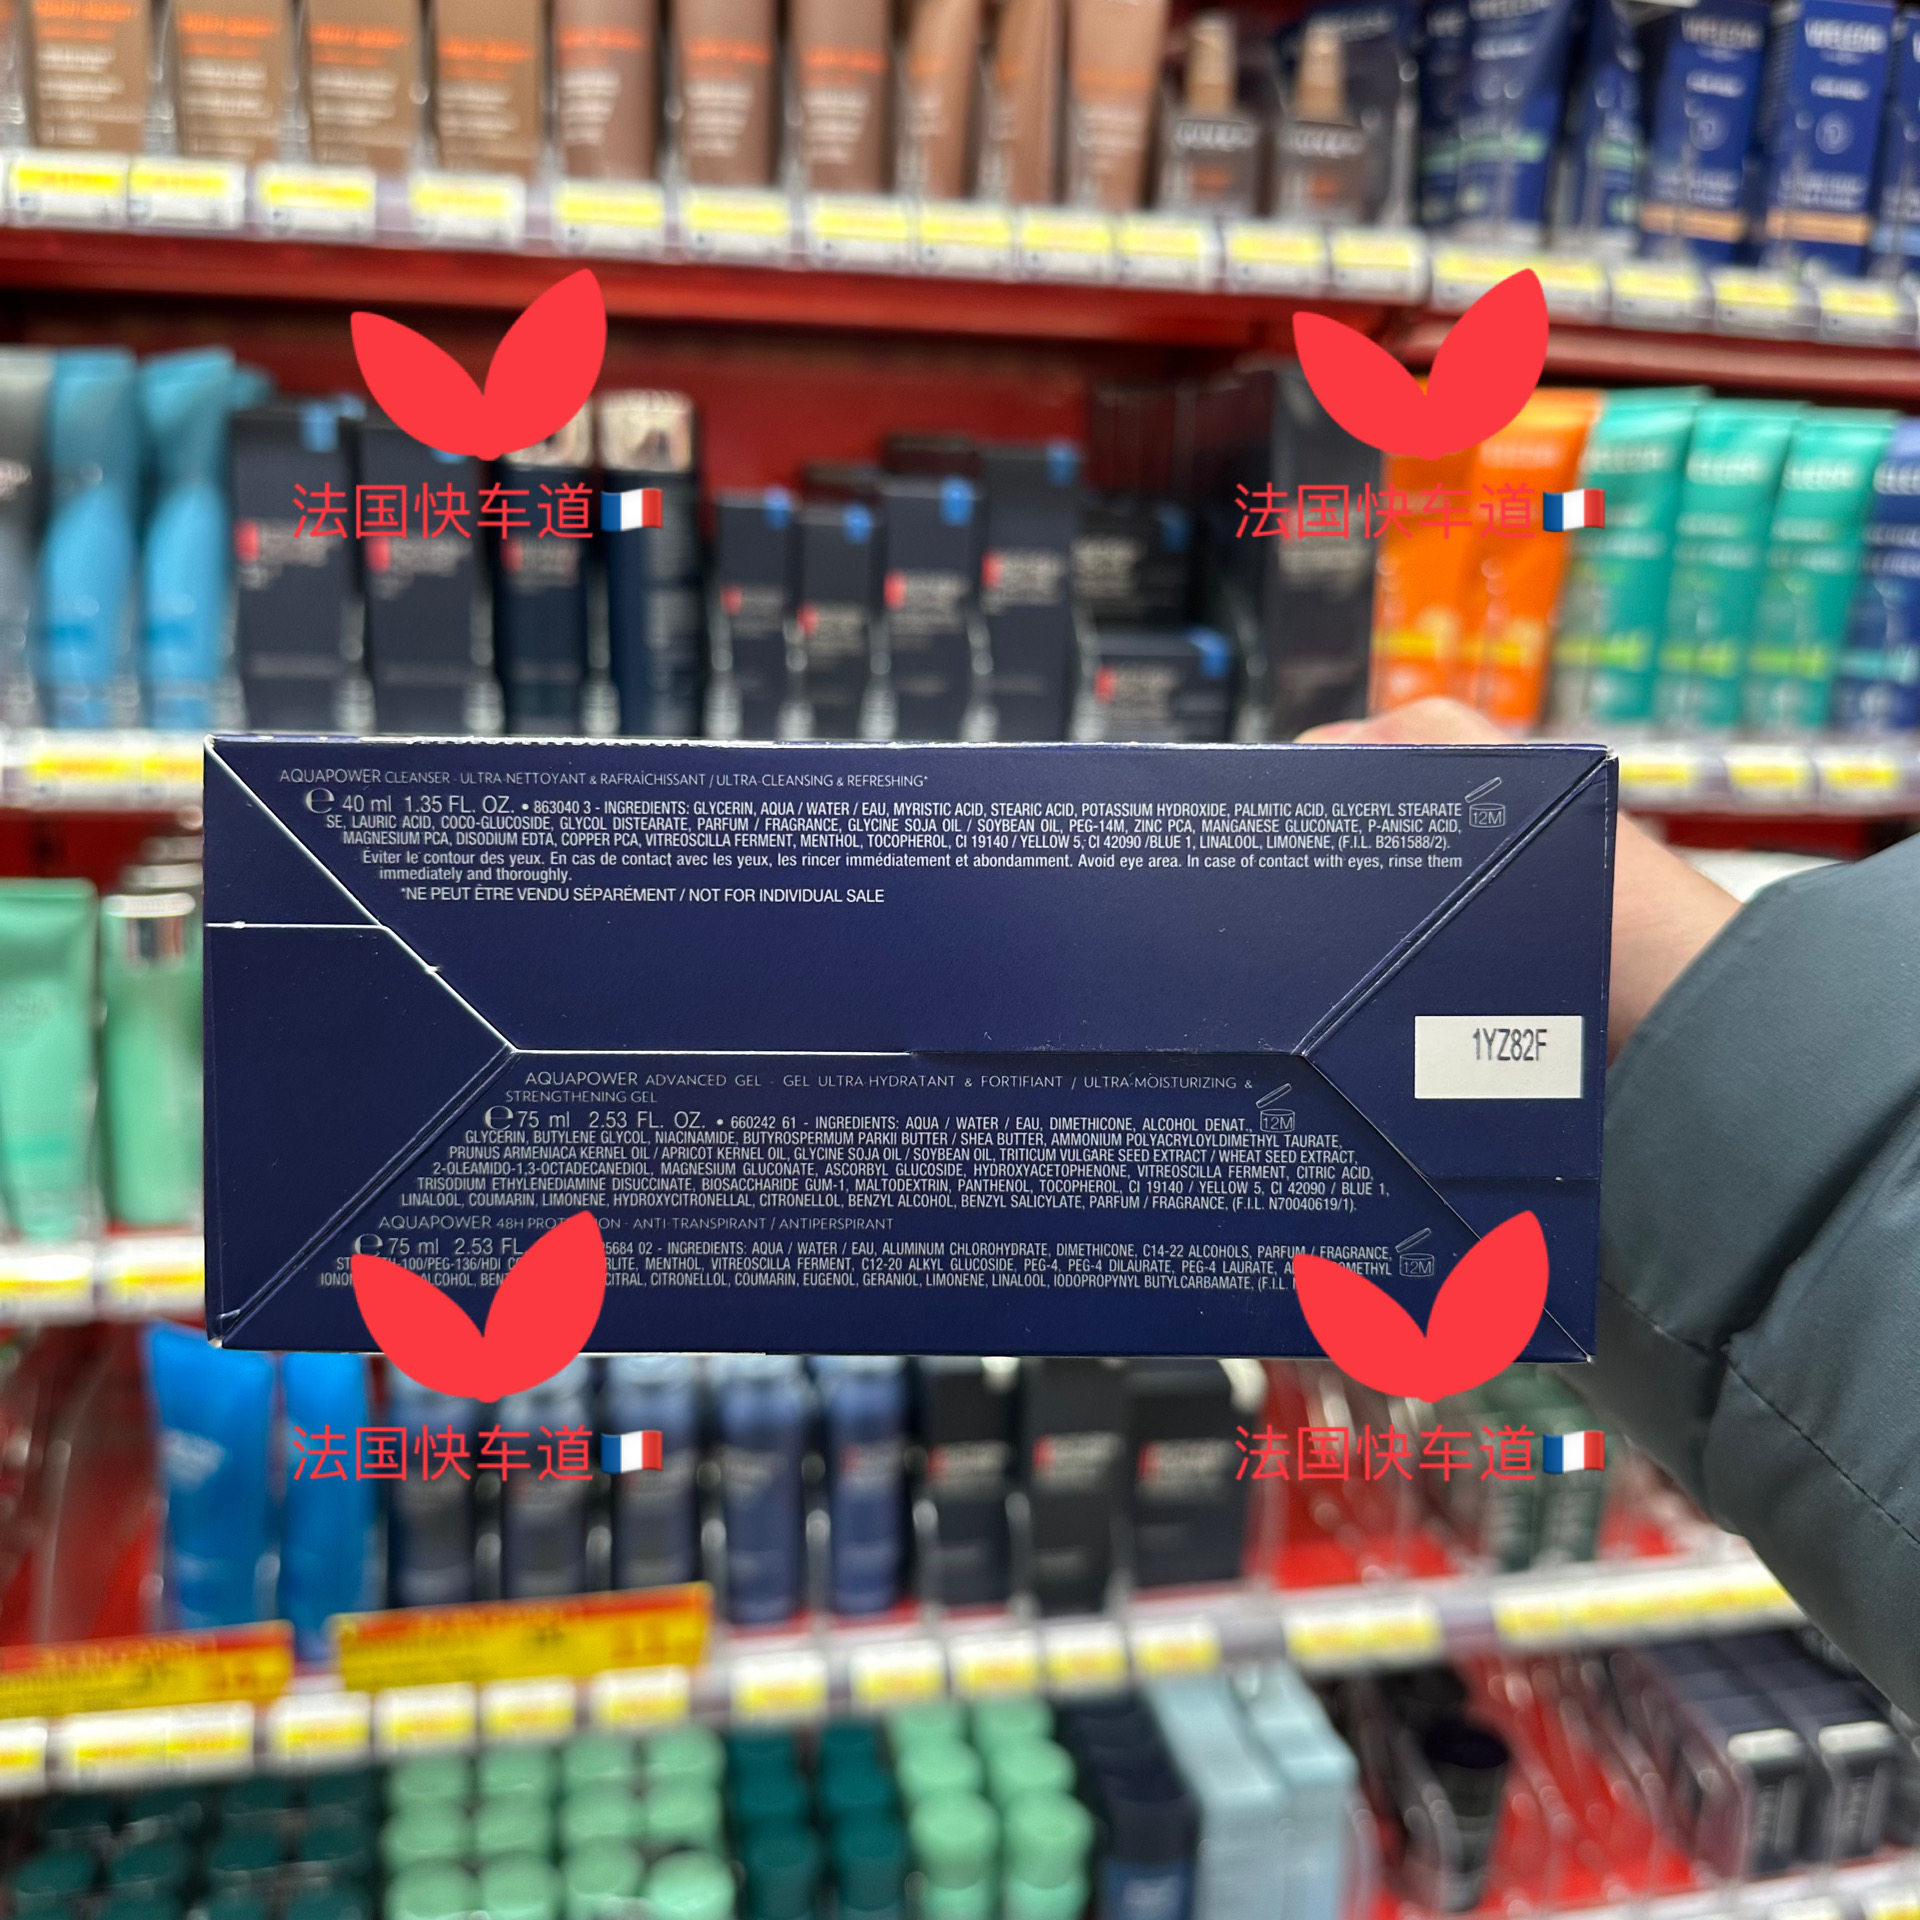 WELEDA
WELEDA
法国快车道
法国快车道
AQUAPOWER CLEANSER - ULTRA-NETTOYANT & RAFRAÎCHISSANT / ULTRA-CLEANSING & REFRESHING*
℮ 40 ml 1.35 FL. OZ. • 863040 3 - INGREDIENTS: GLYCERIN, AQUA / WATER / EAU, MYRISTIC ACID, STEARIC ACID, POTASSIUM HYDROXIDE, PALMITIC ACID, GLYCERYL STEARATE
12M
SE, LAURIC ACID, COCO-GLUCOSIDE, GLYCOL DISTEARATE, PARFUM / FRAGRANCE, GLYCINE SOJA OIL / SOYBEAN OIL, PEG-14M, ZINC PCA, MANGANESE GLUCONATE, P-ANISIC ACID,
MAGNESIUM PCA, DISODIUM EDTA, COPPER PCA, VITREOSCILLA FERMENT, MENTHOL, TOCOPHEROL, CI 19140 / YELLOW 5, CI 42090 /BLUE 1, LINALOOL, LIMONENE, (F.I.L. B261588/2).
Éviter le contour des yeux. En cas de contact avec les yeux, les rincer immédiatement et abondamment. Avoid eye area. In case of contact with eyes, rinse them
immediately and thoroughly.
*NE PEUT ÊTRE VENDU SÉPARÉMENT / NOT FOR INDIVIDUAL SALE
1YZ82F
AQUAPOWER ADVANCED GEL - GEL ULTRA-HYDRATANT & FORTIFIANT / ULTRA-MOISTURIZING &
STRENGTHENING GEL
℮ 75 ml 2.53 FL. OZ. • 660242 61 - INGREDIENTS: AQUA / WATER / EAU, DIMETHICONE, ALCOHOL DENAT.,
12M
GLYCERIN, BUTYLENE GLYCOL, NIACINAMIDE, BUTYROSPERMUM PARKII BUTTER / SHEA BUTTER, AMMONIUM POLYACRYLOYLDIMETHYL TAURATE,
PRUNUS ARMENIACA KERNEL OIL / APRICOT KERNEL OIL, GLYCINE SOJA OIL / SOYBEAN OIL, TRITICUM VULGARE SEED EXTRACT / WHEAT SEED EXTRACT,
2-OLEAMIDO-1,3-OCTADECANEDIOL, MAGNESIUM GLUCONATE, ASCORBYL GLUCOSIDE, HYDROXYACETOPHENONE, VITREOSCILLA FERMENT, CITRIC ACID,
TRISODIUM ETHYLENEDIAMINE DISUCCINATE, BIOSACCHARIDE GUM-1, MALTODEXTRIN, PANTHENOL, TOCOPHEROL, CI 19140 / YELLOW 5, CI 42090 / BLUE 1,
LINALOOL, COUMARIN, LIMONENE, HYDROXYCITRONELLAL, CITRONELLOL, BENZYL ALCOHOL, BENZYL SALICYLATE, PARFUM / FRAGRANCE, (F.I.L. N70040619/1).
AQUAPOWER 48H - ANTI-TRANSPIRANT / ANTIPERSPIRANT
℮ 75 ml 2.53 FL. 02 - INGREDIENTS: AQUA / WATER / EAU, ALUMINUM CHLOROHYDRATE, DIMETHICONE, C14-22 ALCOHOLS, PARFUM / FRAGRANCE,
12M
MENTHOL, VITREOSCILLA FERMENT, C12-20 ALKYL GLUCOSIDE, PEG-4, PEG-4 DILAURATE, PEG-4 LAURATE,
CITRAL, CITRONELLOL, COUMARIN, EUGENOL, GERANIOL, LIMONENE, LINALOOL, IODOPROPYNYL BUTYLCARBAMATE, (F.I.L.
法国快车道
法国快车道